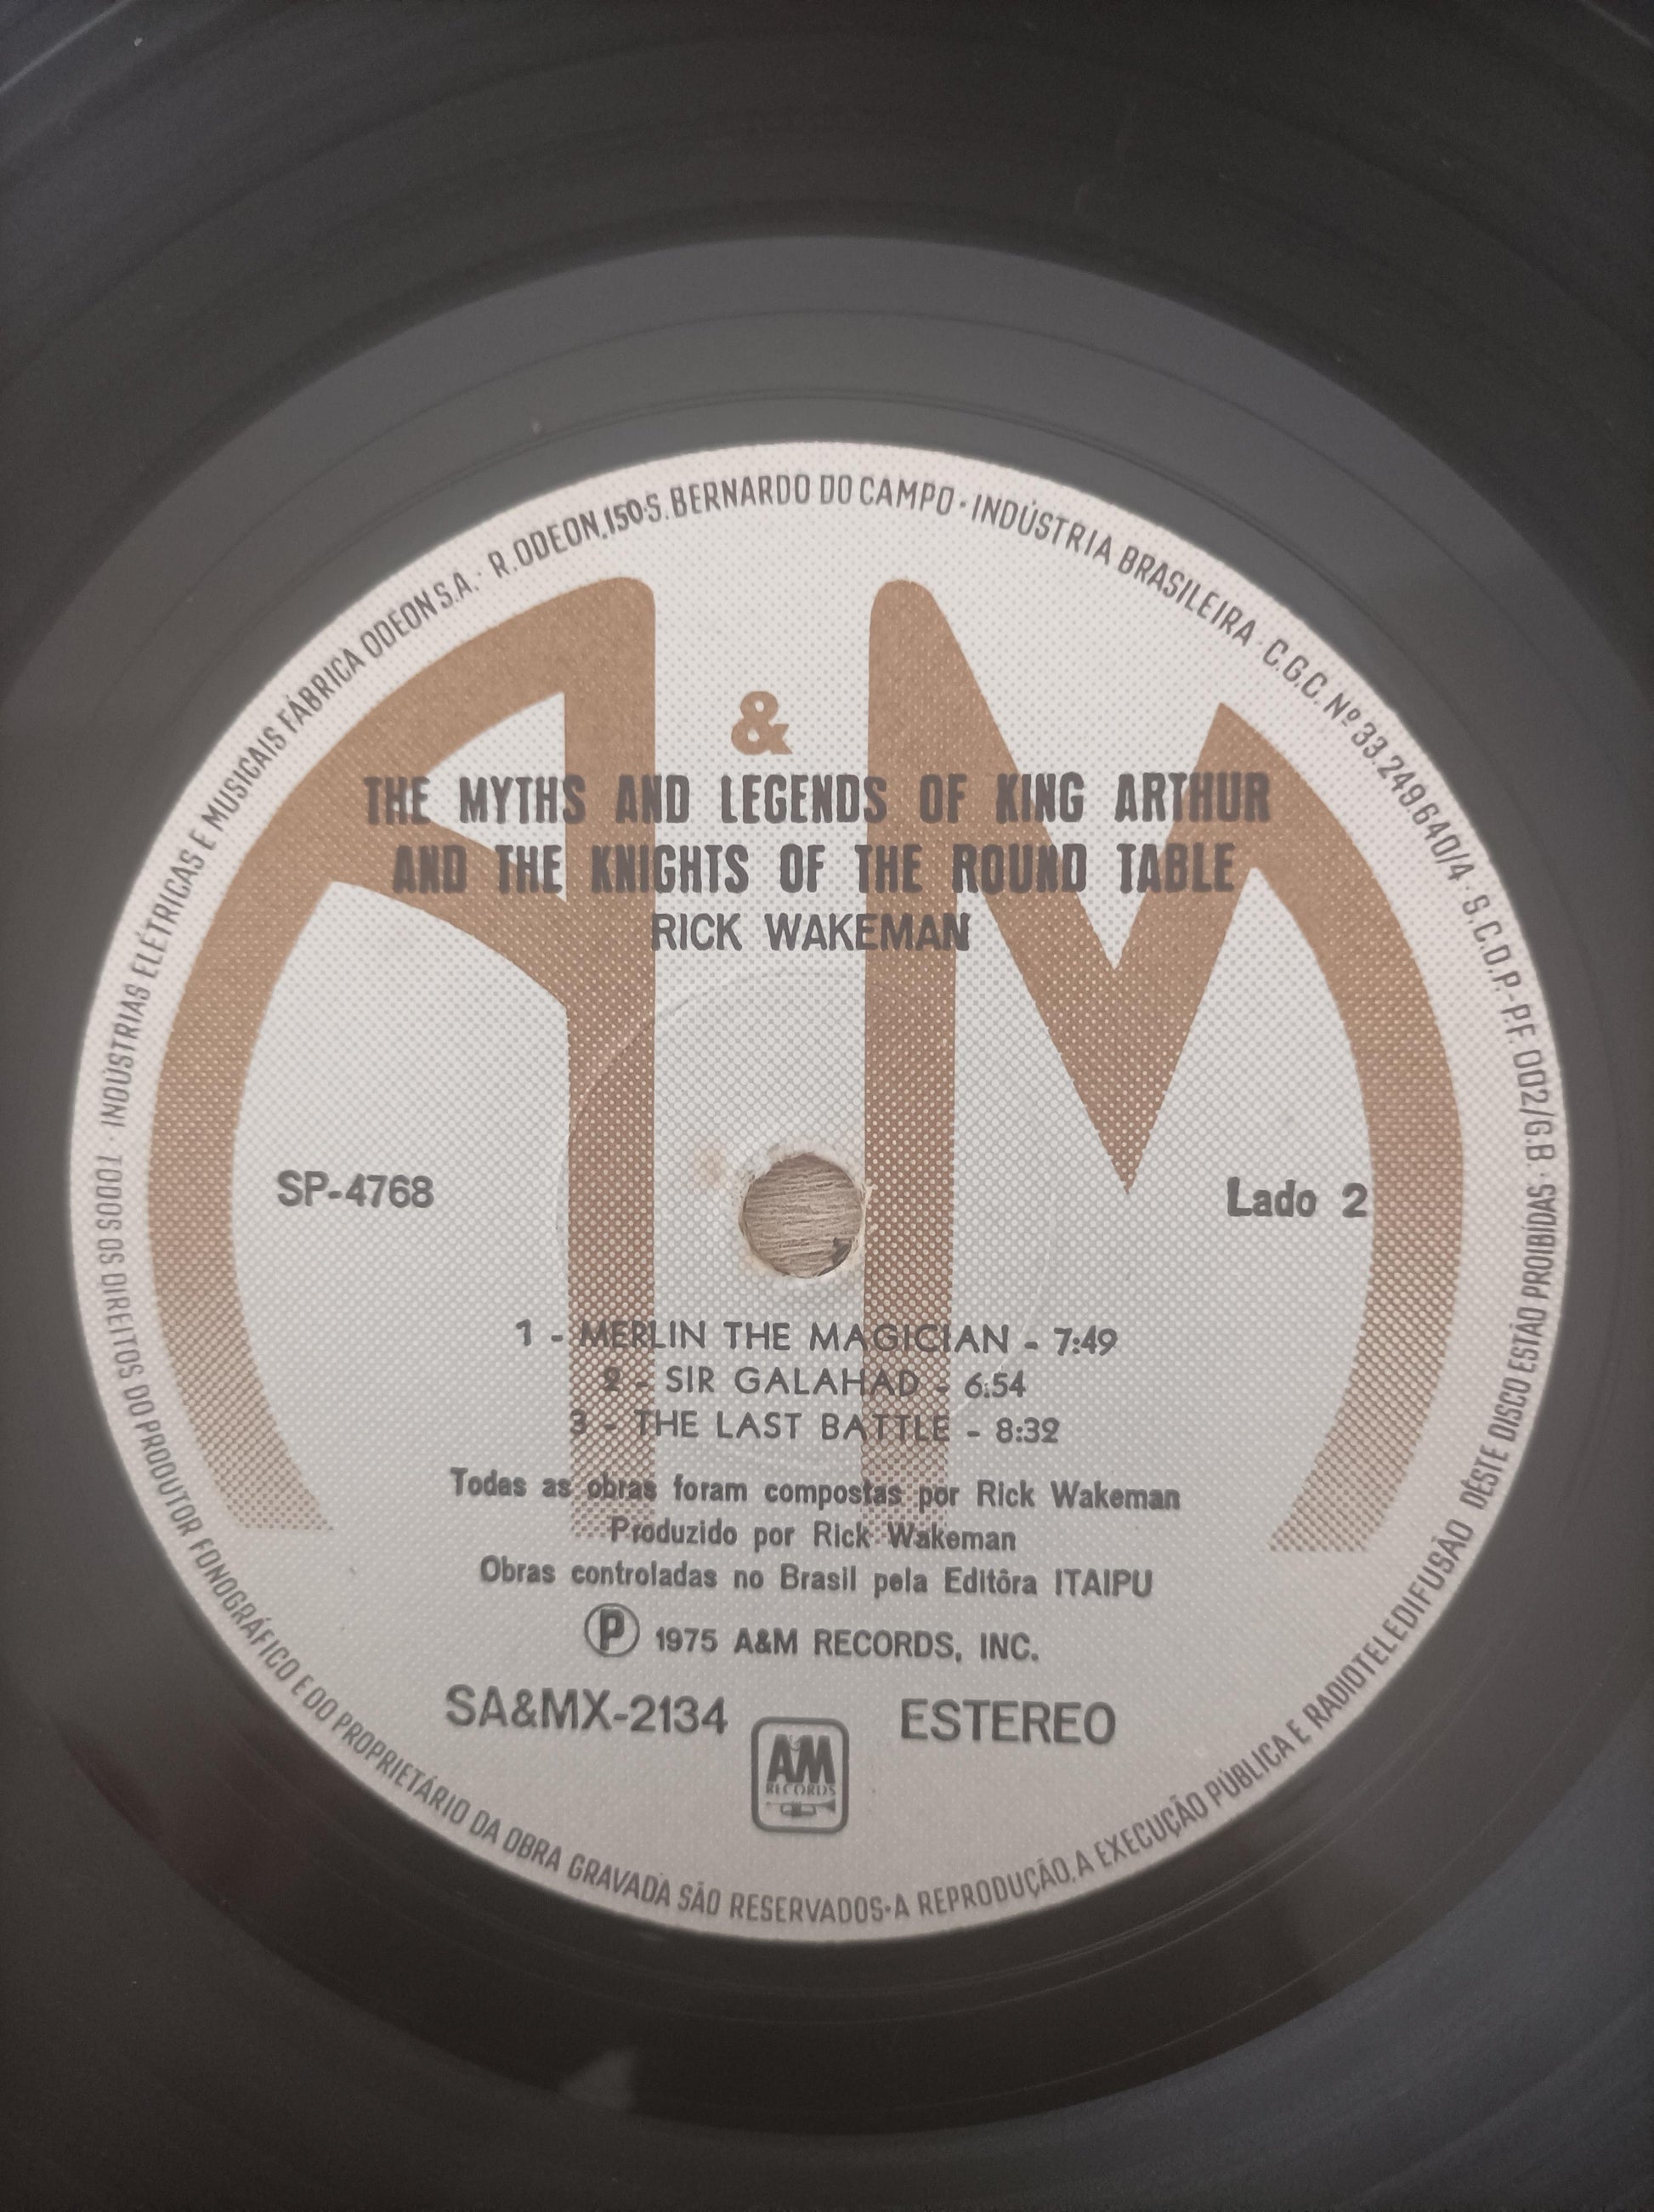 INDÚSTRIAS ELÉTRICAS E MUSICAIS FÁBRICA ODEON S.A. · R. ODEON, 150 · S. BERNARDO DO CAMPO · INDÚSTRIA BRASILEIRA · C.G.C. Nº 33.249640/4 · S.C.D.P.-P.F. 002/G.B. ·
A & M
THE MYTHS AND LEGENDS OF KING ARTHUR
AND THE KNIGHTS OF THE ROUND TABLE
RICK WAKEMAN
SP-4768
Lado 2
1 - MERLIN THE MAGICIAN - 7:49
2 - SIR GALAHAD - 6:54
3 - THE LAST BATTLE - 8:32
Todas as obras foram compostas por Rick Wakeman
Produzido por Rick Wakeman
Obras controladas no Brasil pela Editôra ITAIPU
Ⓟ 1975 A&M RECORDS, INC.
SA&MX-2134
ESTEREO
AM
RECORDS
TODOS OS DIREITOS DO PRODUTOR FONOGRÁFICO E DO PROPRIETÁRIO DA OBRA GRAVADA SÃO RESERVADOS · A REPRODUÇÃO, A EXECUÇÃO PÚBLICA E RADIOTELEDIFUSÃO DÊSTE DISCO ESTÃO PROIBIDAS ·